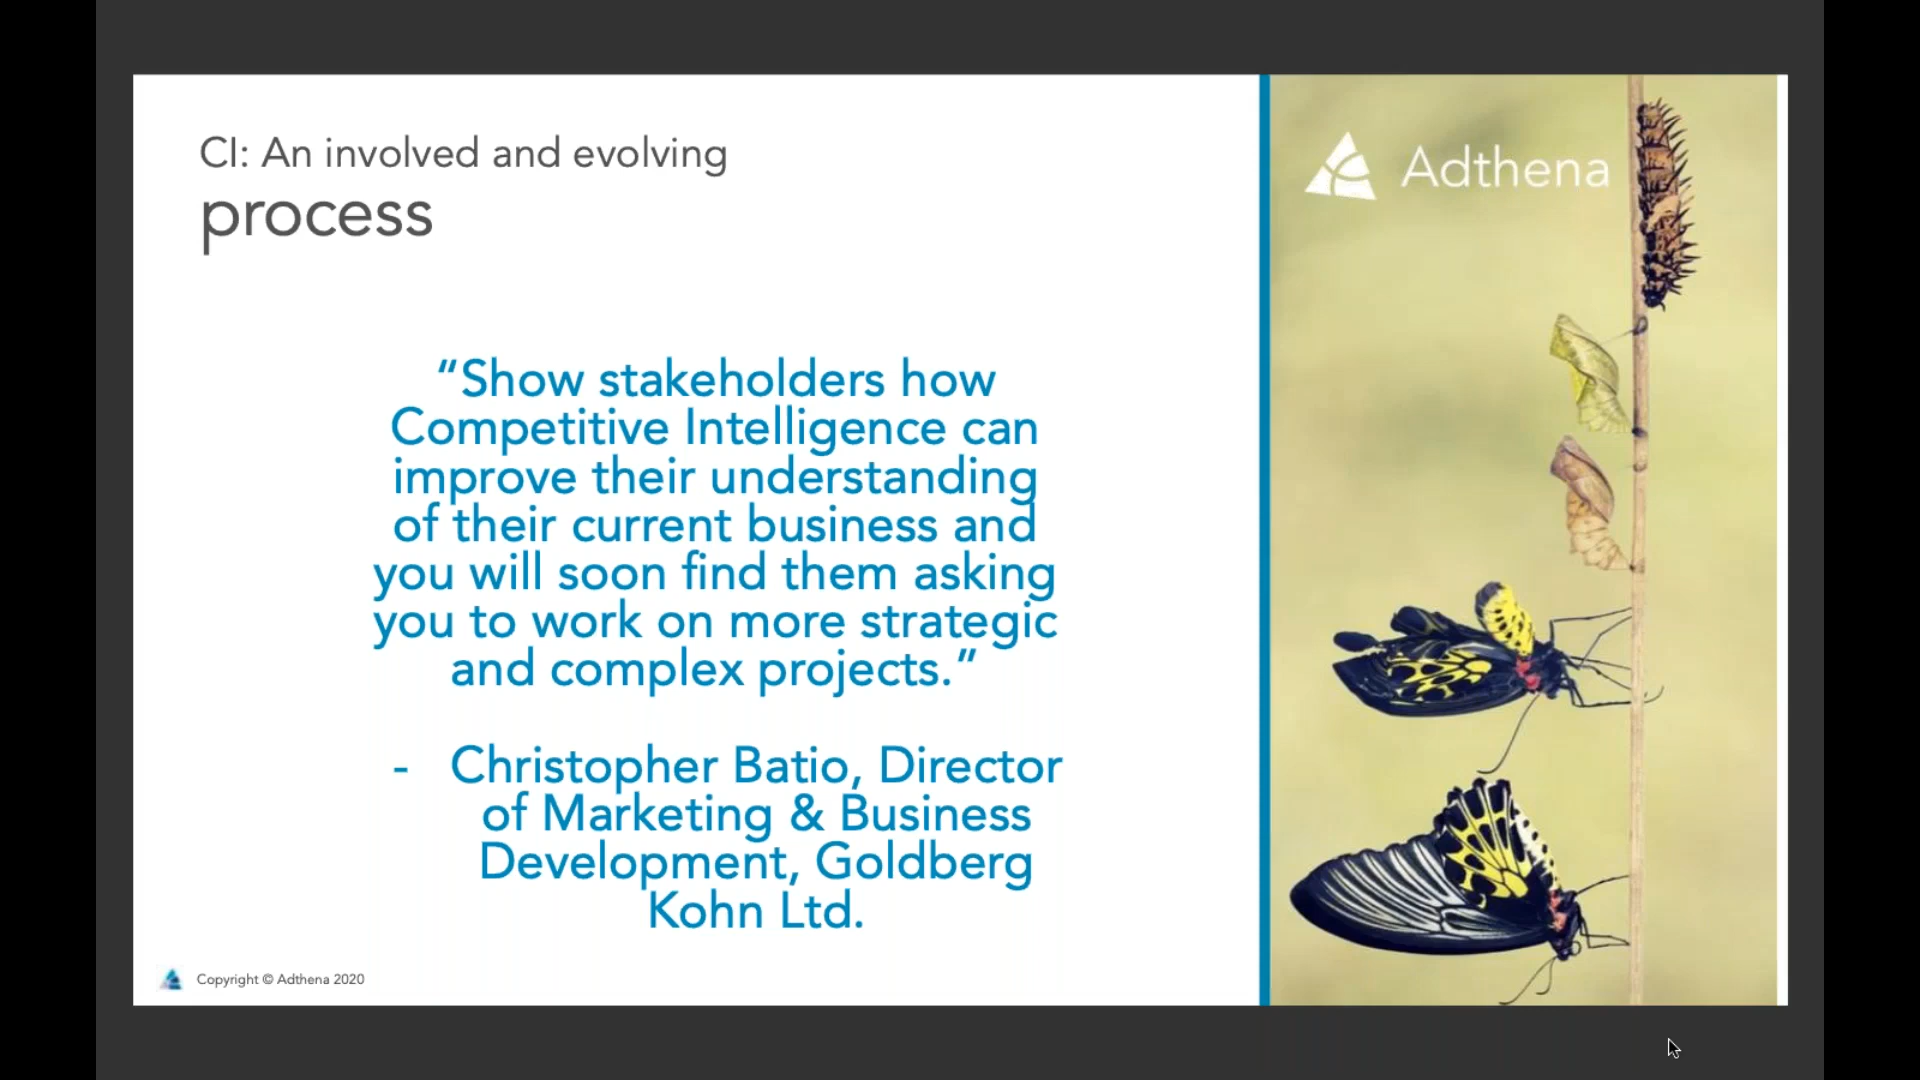 CI: An involved and evolving
process
Adthena
“Show stakeholders how
Competitive Intelligence can
improve their understanding
of their current business and
you will soon find them asking
you to work on more strategic
and complex projects.”
- Christopher Batio, Director
of Marketing & Business
Development, Goldberg
Kohn Ltd.
Copyright © Adthena 2020